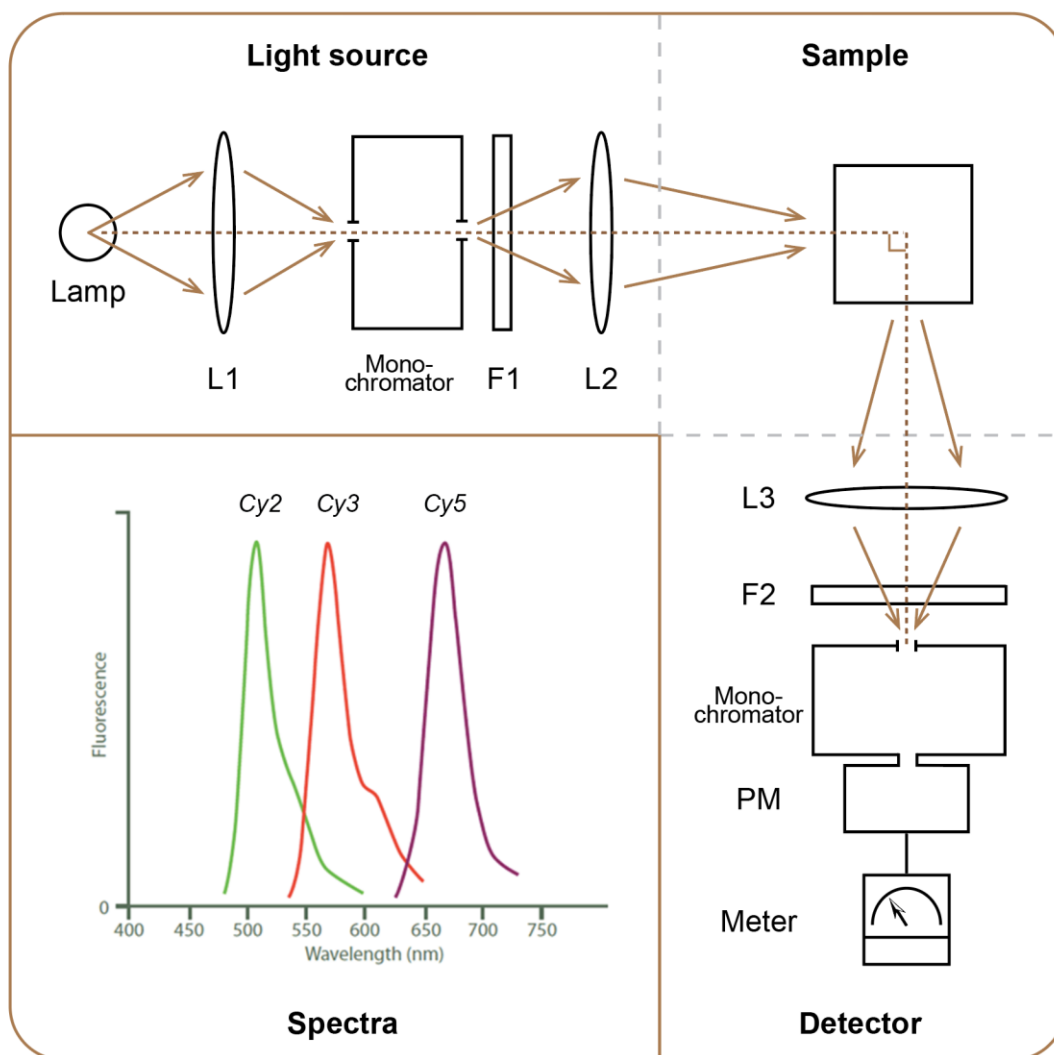 Light source
Sample
Lamp
L1
Mono-
chromator
F1
L2
L3
F2
Mono-
chromator
PM
Meter
Detector
Cy2 Cy3 Cy5
Fluorescence
0
400 450 500 550 600 650 700 750
Wavelength (nm)
Spectra